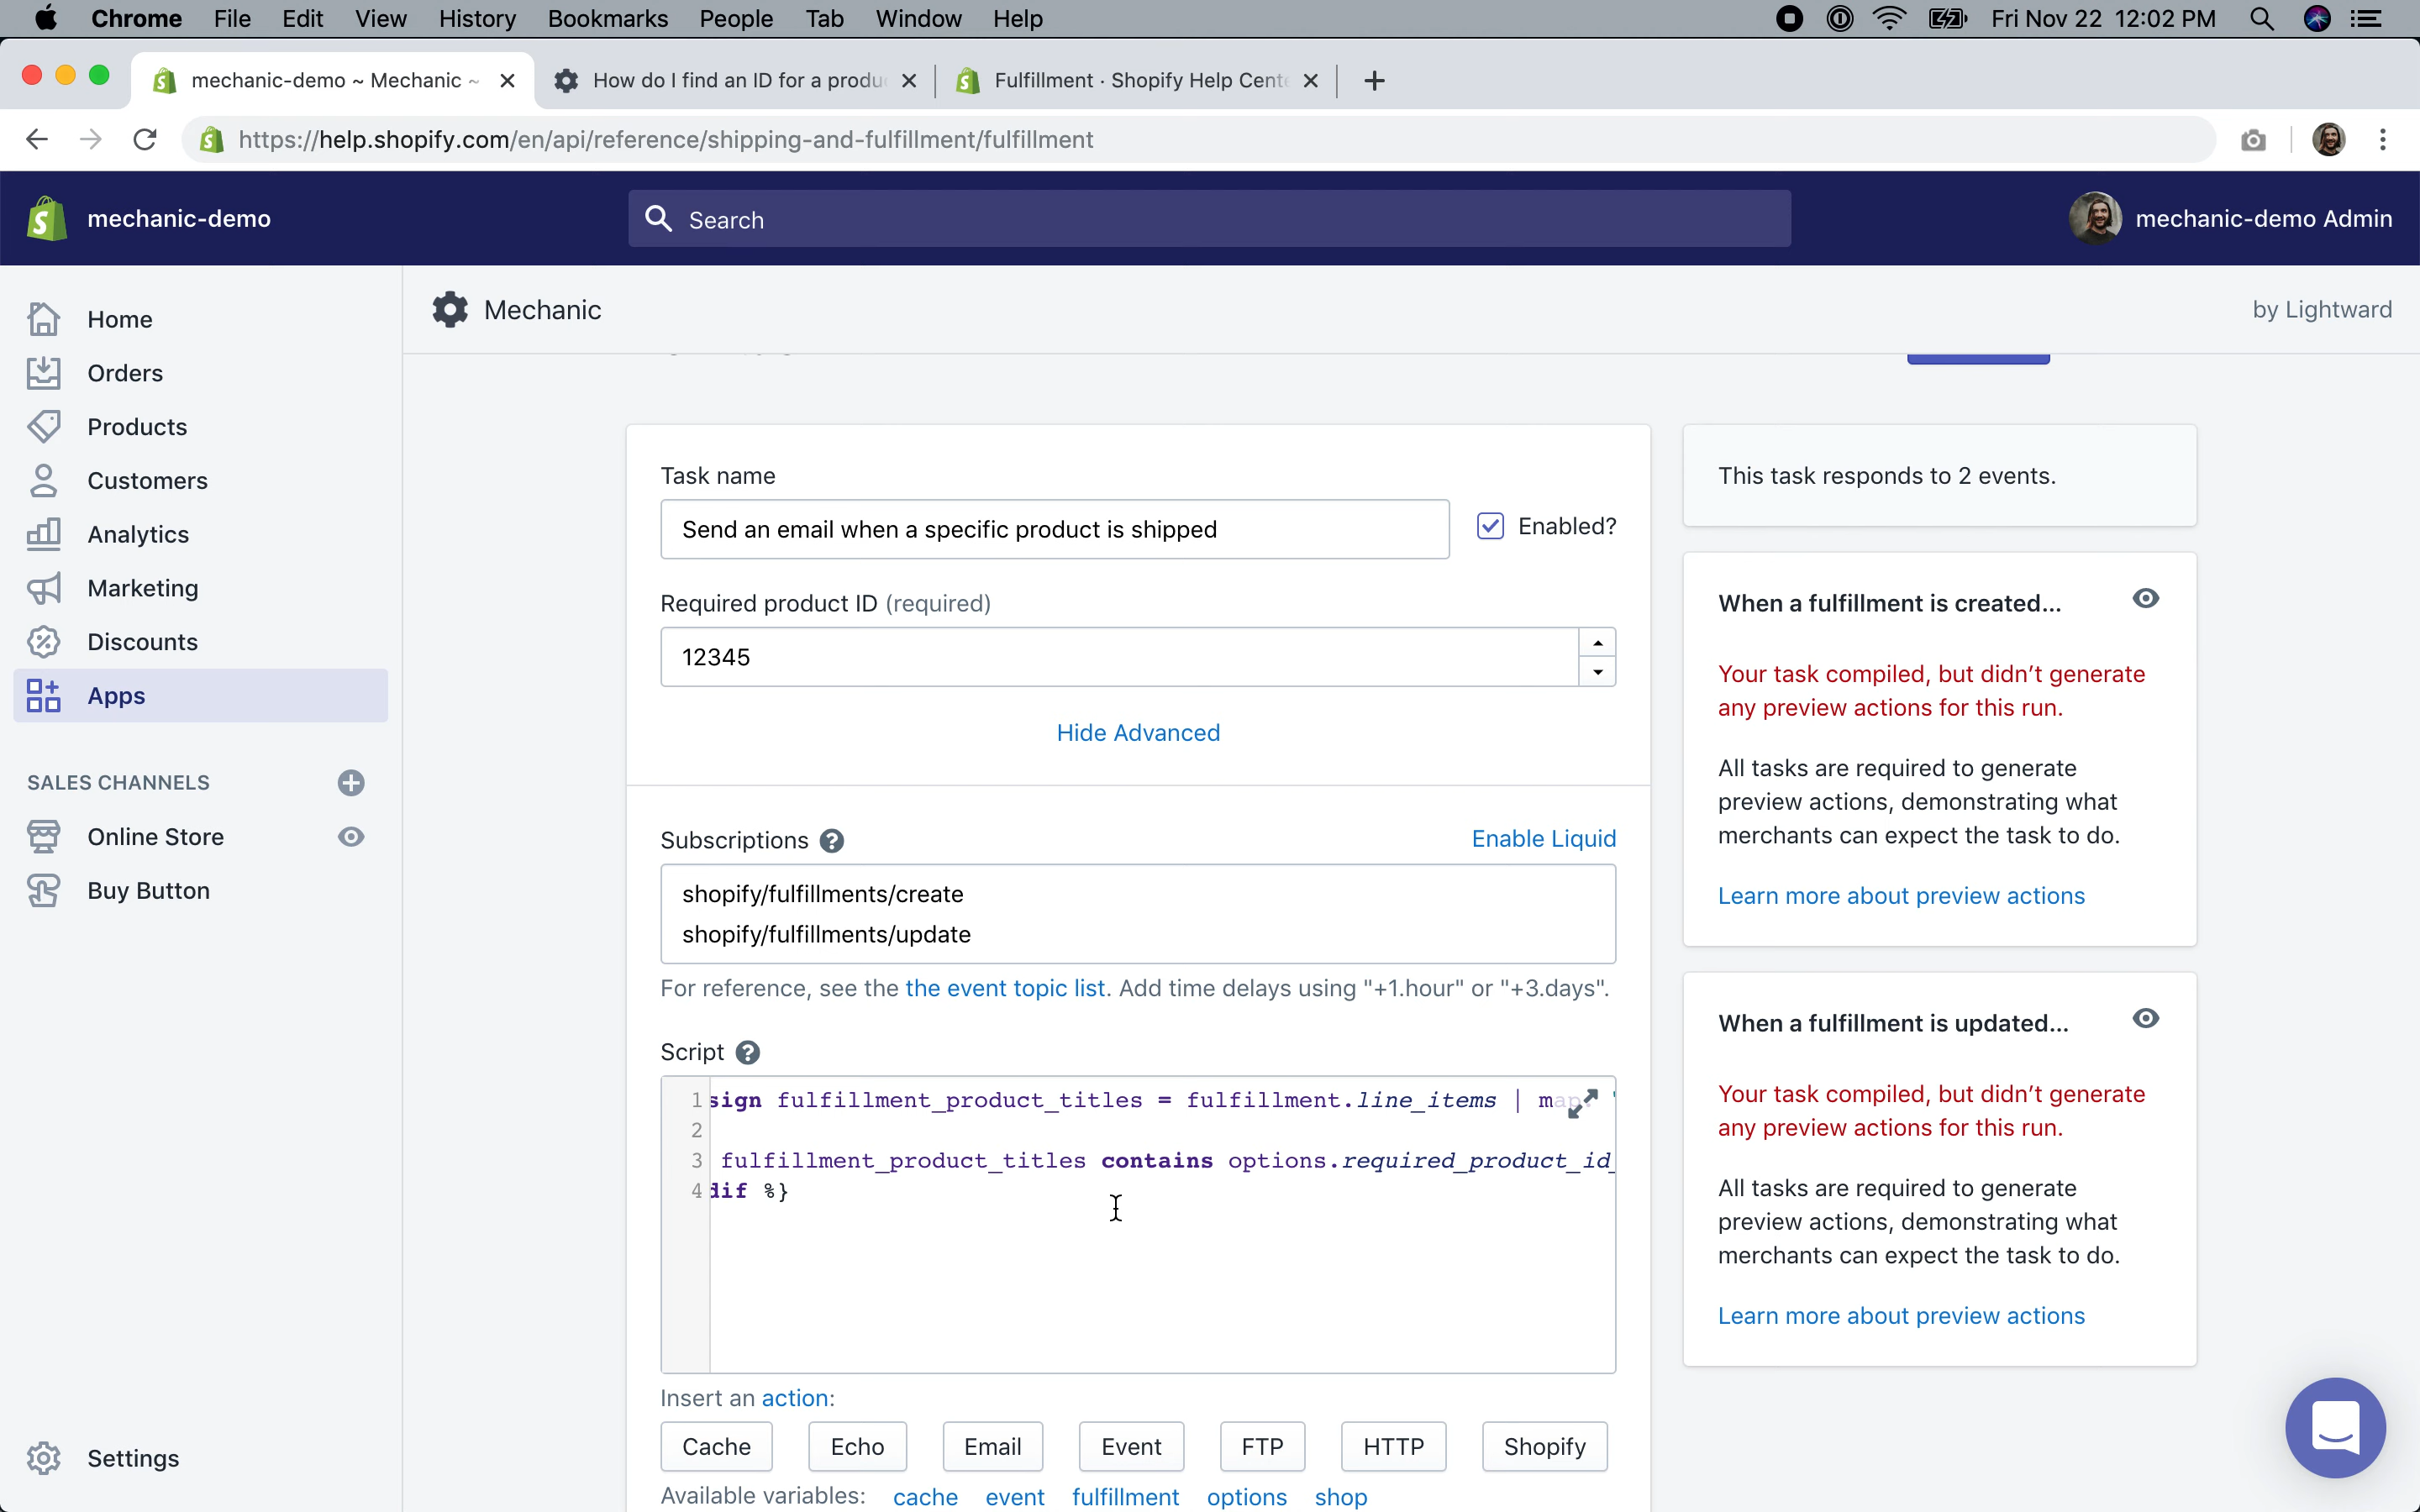 Chrome File Edit View History Bookmarks People Tab Window Help Fri Nov 22 12:02 PM
mechanic-demo ~ Mechanic ~ How do I find an ID for a produ Fulfillment · Shopify Help Cent
https://help.shopify.com/en/api/reference/shipping-and-fulfillment/fulfillment
mechanic-demo Search mechanic-demo Admin
Mechanic by Lightward
Home
Orders
Products
Customers
Analytics
Marketing
Discounts
Apps
SALES CHANNELS
Online Store
Buy Button
Settings
Task name
Send an email when a specific product is shipped
Enabled?
Required product ID (required)
12345
Hide Advanced
Subscriptions ? Enable Liquid
shopify/fulfillments/create
shopify/fulfillments/update
For reference, see the the event topic list. Add time delays using "+1.hour" or "+3.days".
Script ?
1 sign fulfillment_product_titles = fulfillment.line_items | map:
2
3 fulfillment_product_titles contains options.required_product_id_
4 dif %}
Insert an action:
Cache Echo Email Event FTP HTTP Shopify
Available variables: cache event fulfillment options shop
This task responds to 2 events.
When a fulfillment is created...
Your task compiled, but didn't generate
any preview actions for this run.
All tasks are required to generate
preview actions, demonstrating what
merchants can expect the task to do.
Learn more about preview actions
When a fulfillment is updated...
Your task compiled, but didn't generate
any preview actions for this run.
All tasks are required to generate
preview actions, demonstrating what
merchants can expect the task to do.
Learn more about preview actions